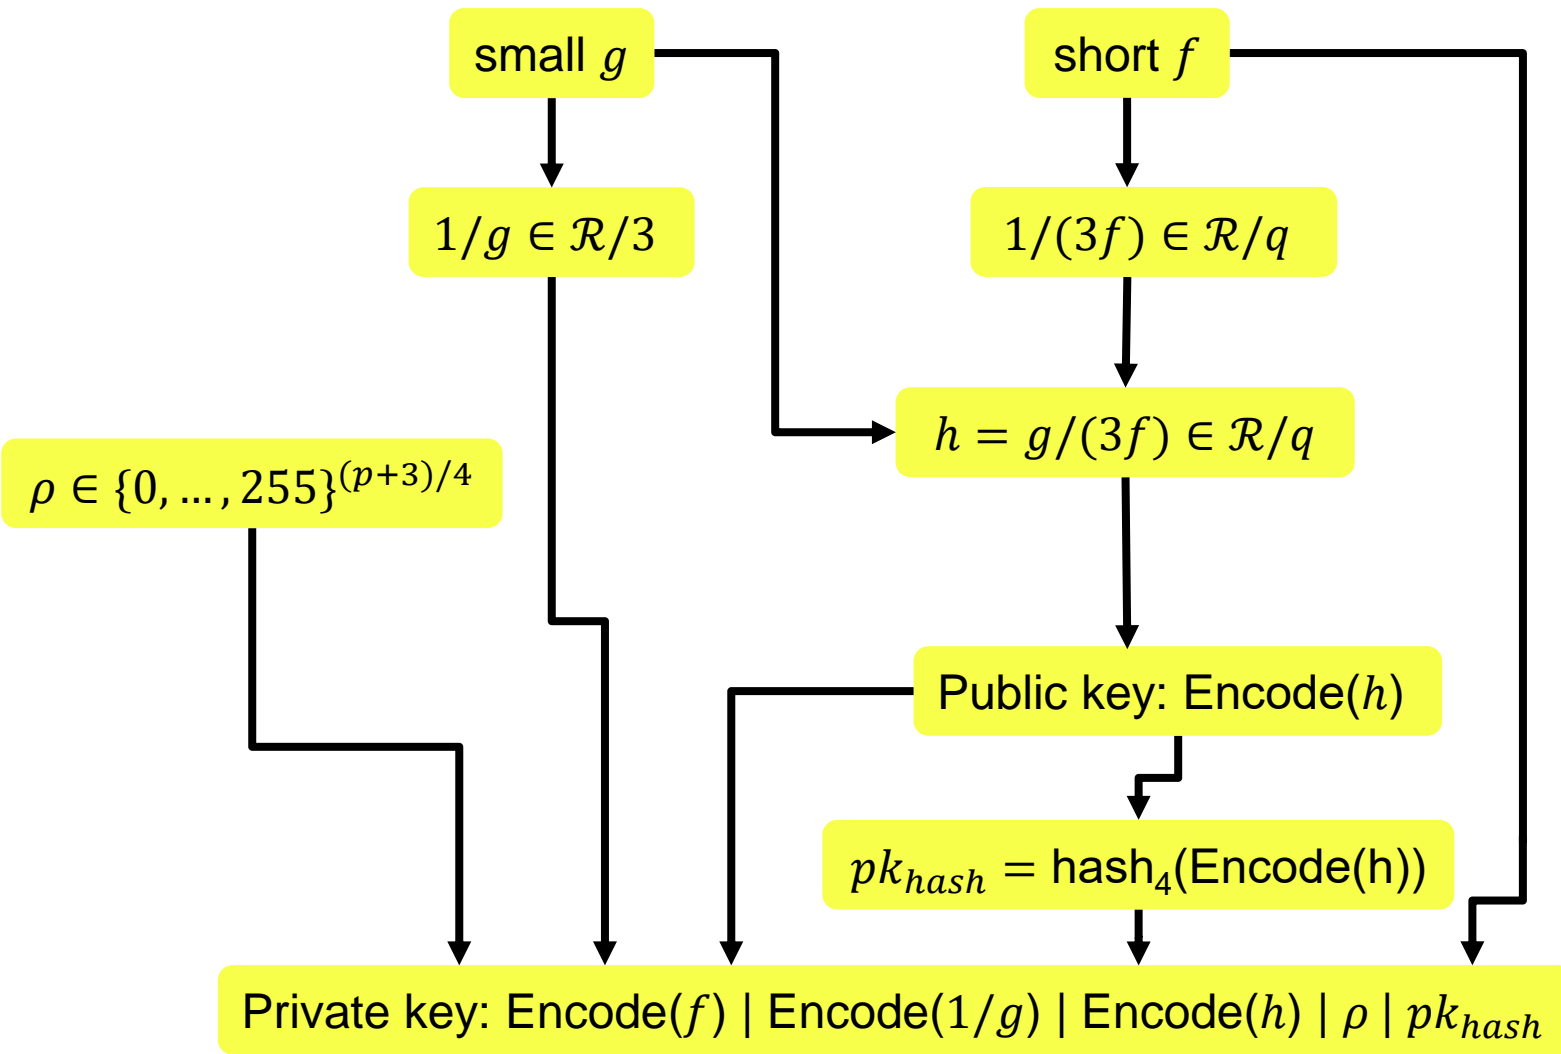 small 𝑔
short 𝑓
1/𝑔 ∈ ℛ/3
1/(3𝑓) ∈ ℛ/𝑞
ℎ = 𝑔/(3𝑓) ∈ ℛ/𝑞
𝜌 ∈ {0, … , 255}^(𝑝+3)/4
Public key: Encode(ℎ)
𝑝𝑘_ℎ𝑎𝑠ℎ = hash₄(Encode(h))
Private key: Encode(𝑓) | Encode(1/𝑔) | Encode(ℎ) | 𝜌 | 𝑝𝑘_ℎ𝑎𝑠ℎ